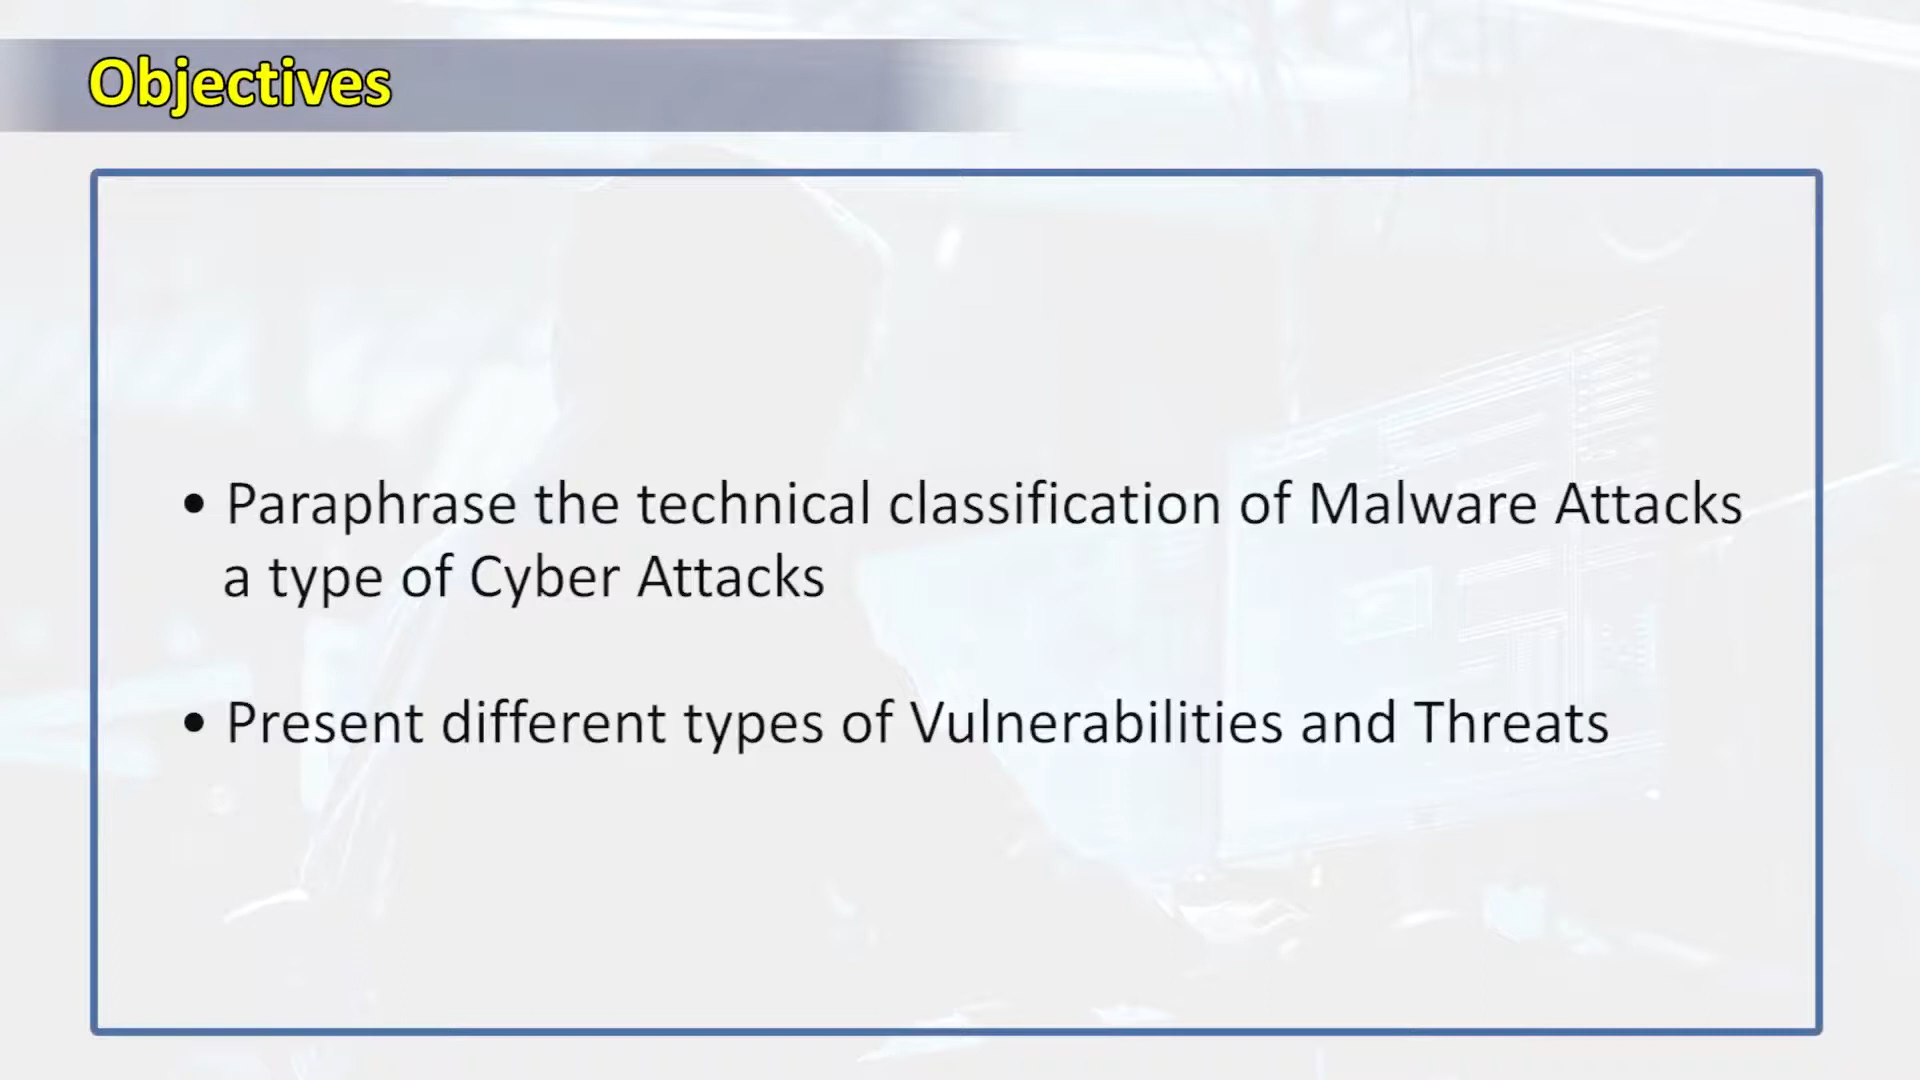 Objectives
• Paraphrase the technical classification of Malware Attacks
a type of Cyber Attacks
• Present different types of Vulnerabilities and Threats